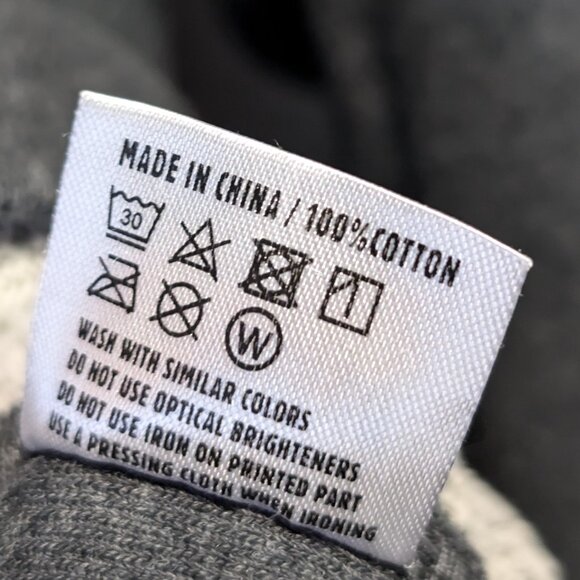 MADE IN CHINA / 100%COTTON
30
W
WASH WITH SIMILAR COLORS
DO NOT USE OPTICAL BRIGHTENERS
DO NOT USE IRON ON PRINTED PART
USE A PRESSING CLOTH WHEN IRONING